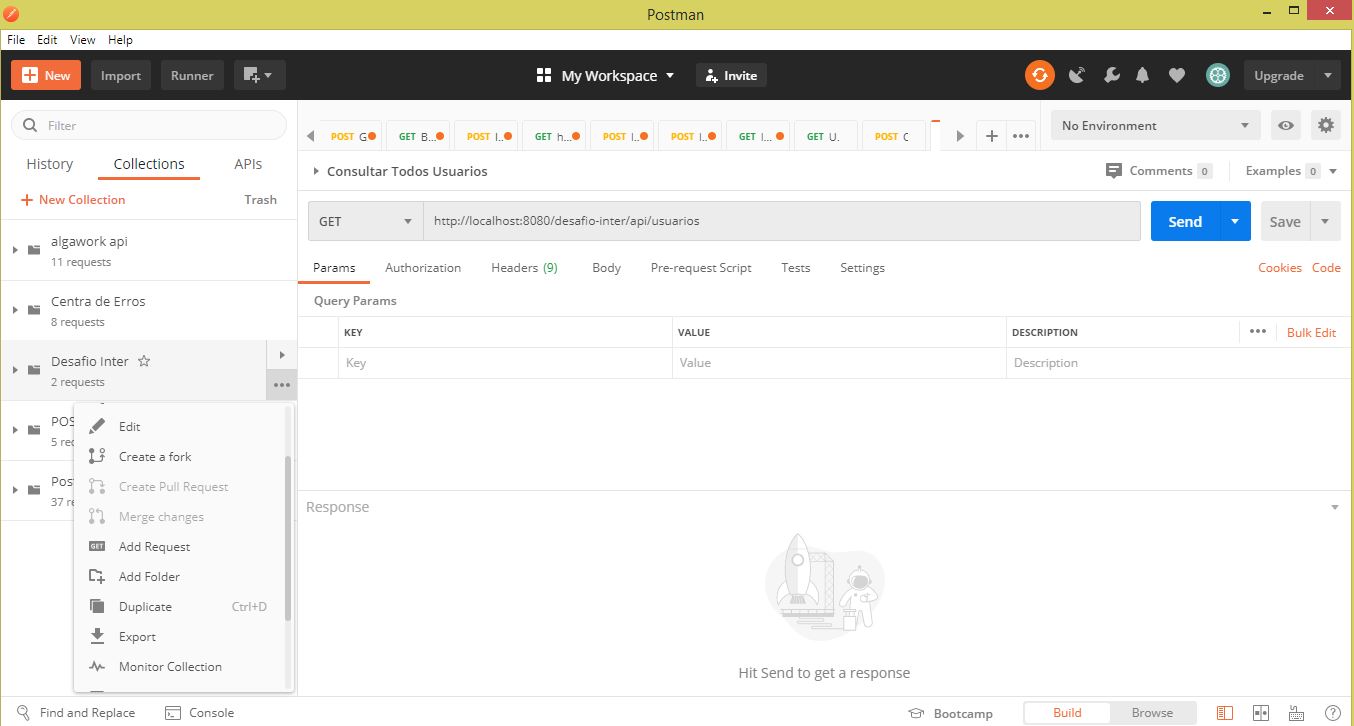 Postman
File Edit View Help
New Import Runner My Workspace Invite Upgrade
Filter
History Collections APIs
New Collection Trash
algawork api
11 requests
Centra de Erros
8 requests
Desafio Inter
2 requests
POS
5 rec
Pos
37 re
Edit
Create a fork
Create Pull Request
Merge changes
GET Add Request
Add Folder
Duplicate Ctrl+D
Export
Monitor Collection
POST G GET B... POST I... GET h... POST I... POST I... GET I... GET U. POST C No Environment
Consultar Todos Usuarios Comments 0 Examples 0
GET http://localhost:8080/desafio-inter/api/usuarios Send Save
Params Authorization Headers (9) Body Pre-request Script Tests Settings Cookies Code
Query Params
KEY VALUE DESCRIPTION Bulk Edit
Key Value Description
Response
Hit Send to get a response
Find and Replace Console Bootcamp Build Browse